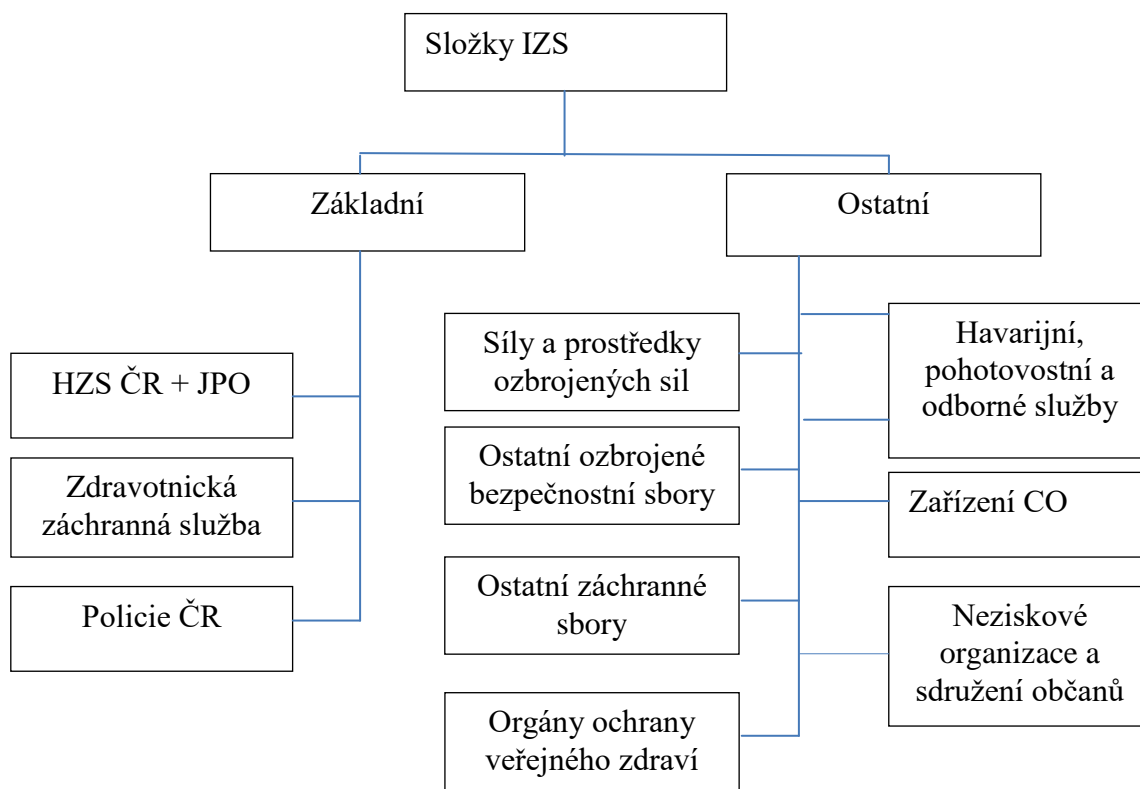 Složky IZS
Základní
Ostatní
HZS ČR + JPO
Zdravotnická
záchranná služba
Policie ČR
Síly a prostředky
ozbrojených sil
Ostatní ozbrojené
bezpečnostní sbory
Ostatní záchranné
sbory
Orgány ochrany
veřejného zdraví
Havarijní,
pohotovostní a
odborné služby
Zařízení CO
Neziskové
organizace a
sdružení občanů